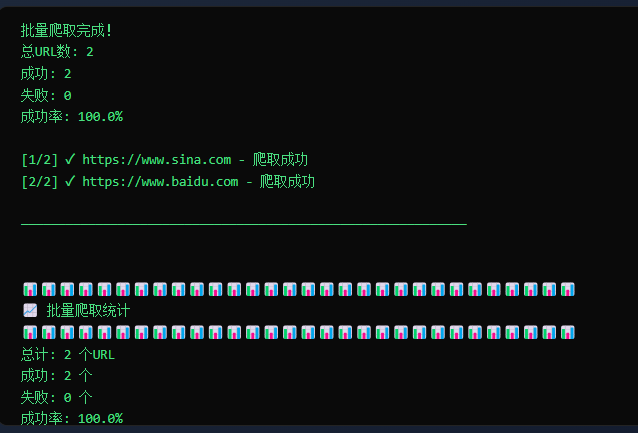 批量爬取完成!
总URL数: 2
成功: 2
失败: 0
成功率: 100.0%
[1/2] ✓ https://www.sina.com - 爬取成功
[2/2] ✓ https://www.baidu.com - 爬取成功
📊📊📊📊📊📊📊📊📊📊📊📊📊📊📊📊📊📊📊📊📊📊📊📊📊📊📊📊📊📊
📈 批量爬取统计
📊📊📊📊📊📊📊📊📊📊📊📊📊📊📊📊📊📊📊📊📊📊📊📊📊📊📊📊📊📊
总计: 2 个URL
成功: 2 个
失败: 0 个
成功率: 100.0%